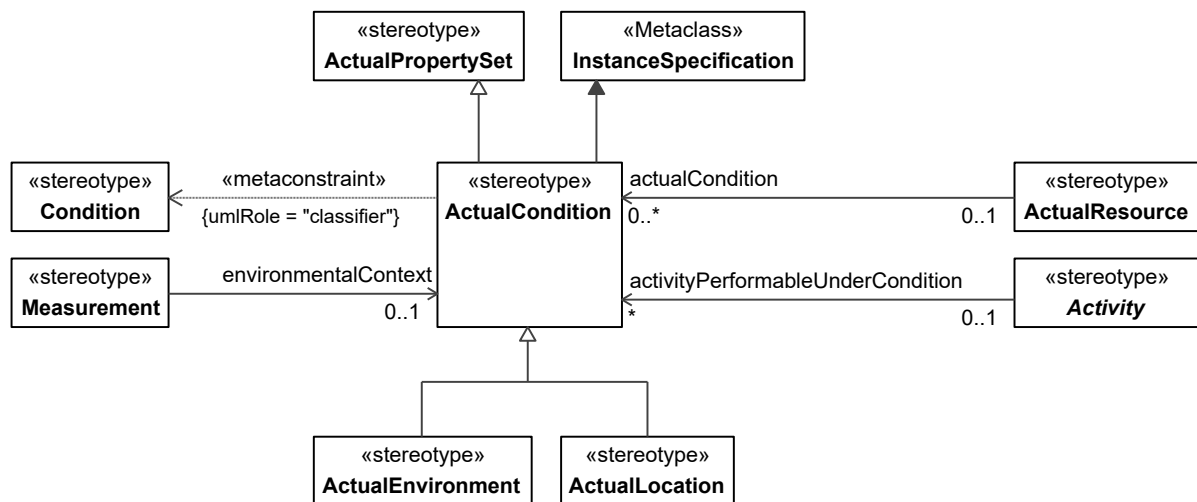 «stereotype»
ActualPropertySet
«Metaclass»
InstanceSpecification
«stereotype»
Condition
«metaconstraint»
{umlRole = "classifier"}
«stereotype»
ActualCondition
actualCondition
0..*
0..1
«stereotype»
ActualResource
«stereotype»
Measurement
environmentalContext
0..1
activityPerformableUnderCondition
*
0..1
«stereotype»
Activity
«stereotype»
ActualEnvironment
«stereotype»
ActualLocation